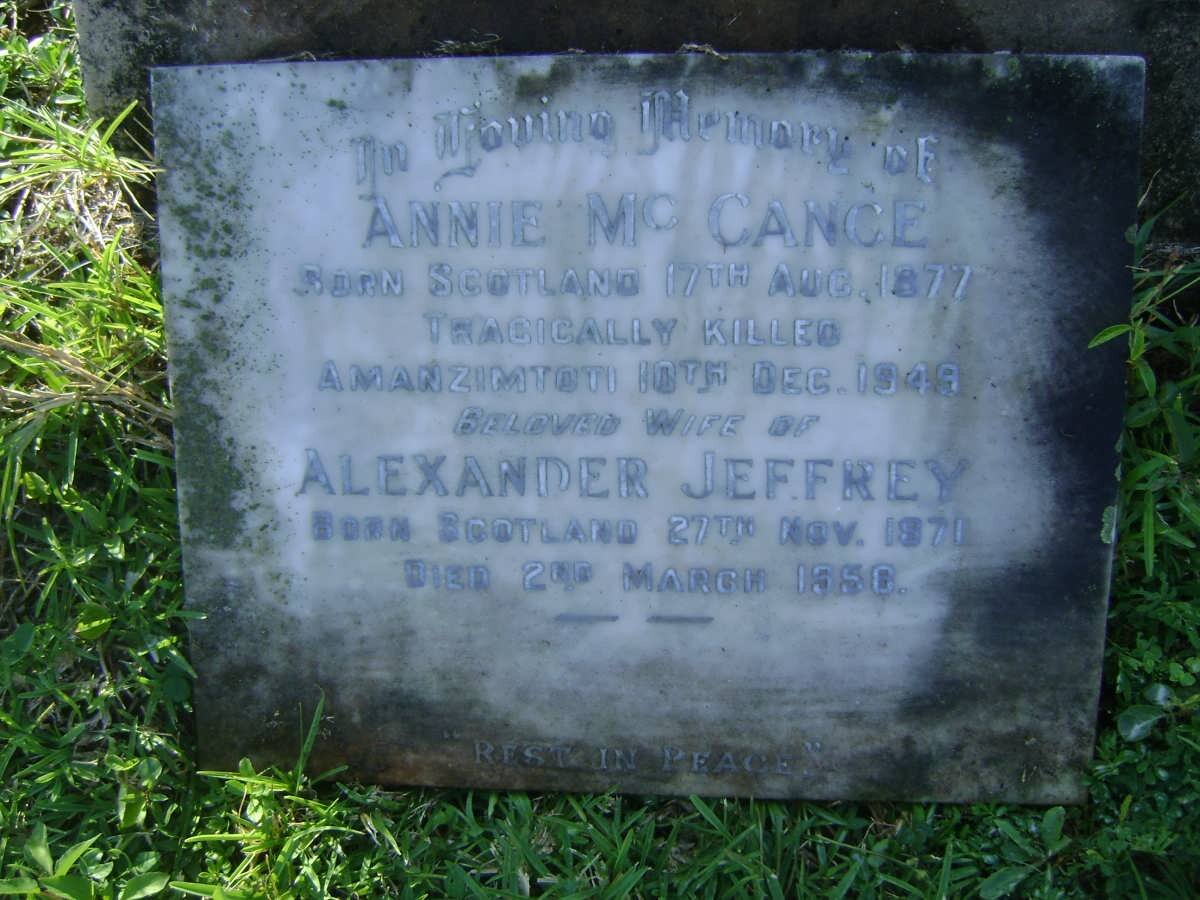 In Loving Memory of
ANNIE MC CANCE
BORN SCOTLAND 17TH AUG. 1877
TRAGICALLY KILLED
AMANZIMTOTI 10TH DEC. 1949
BELOVED WIFE OF
ALEXANDER JEFFREY
BORN SCOTLAND 27TH NOV. 1871
DIED 2ND MARCH
"REST IN PEACE."